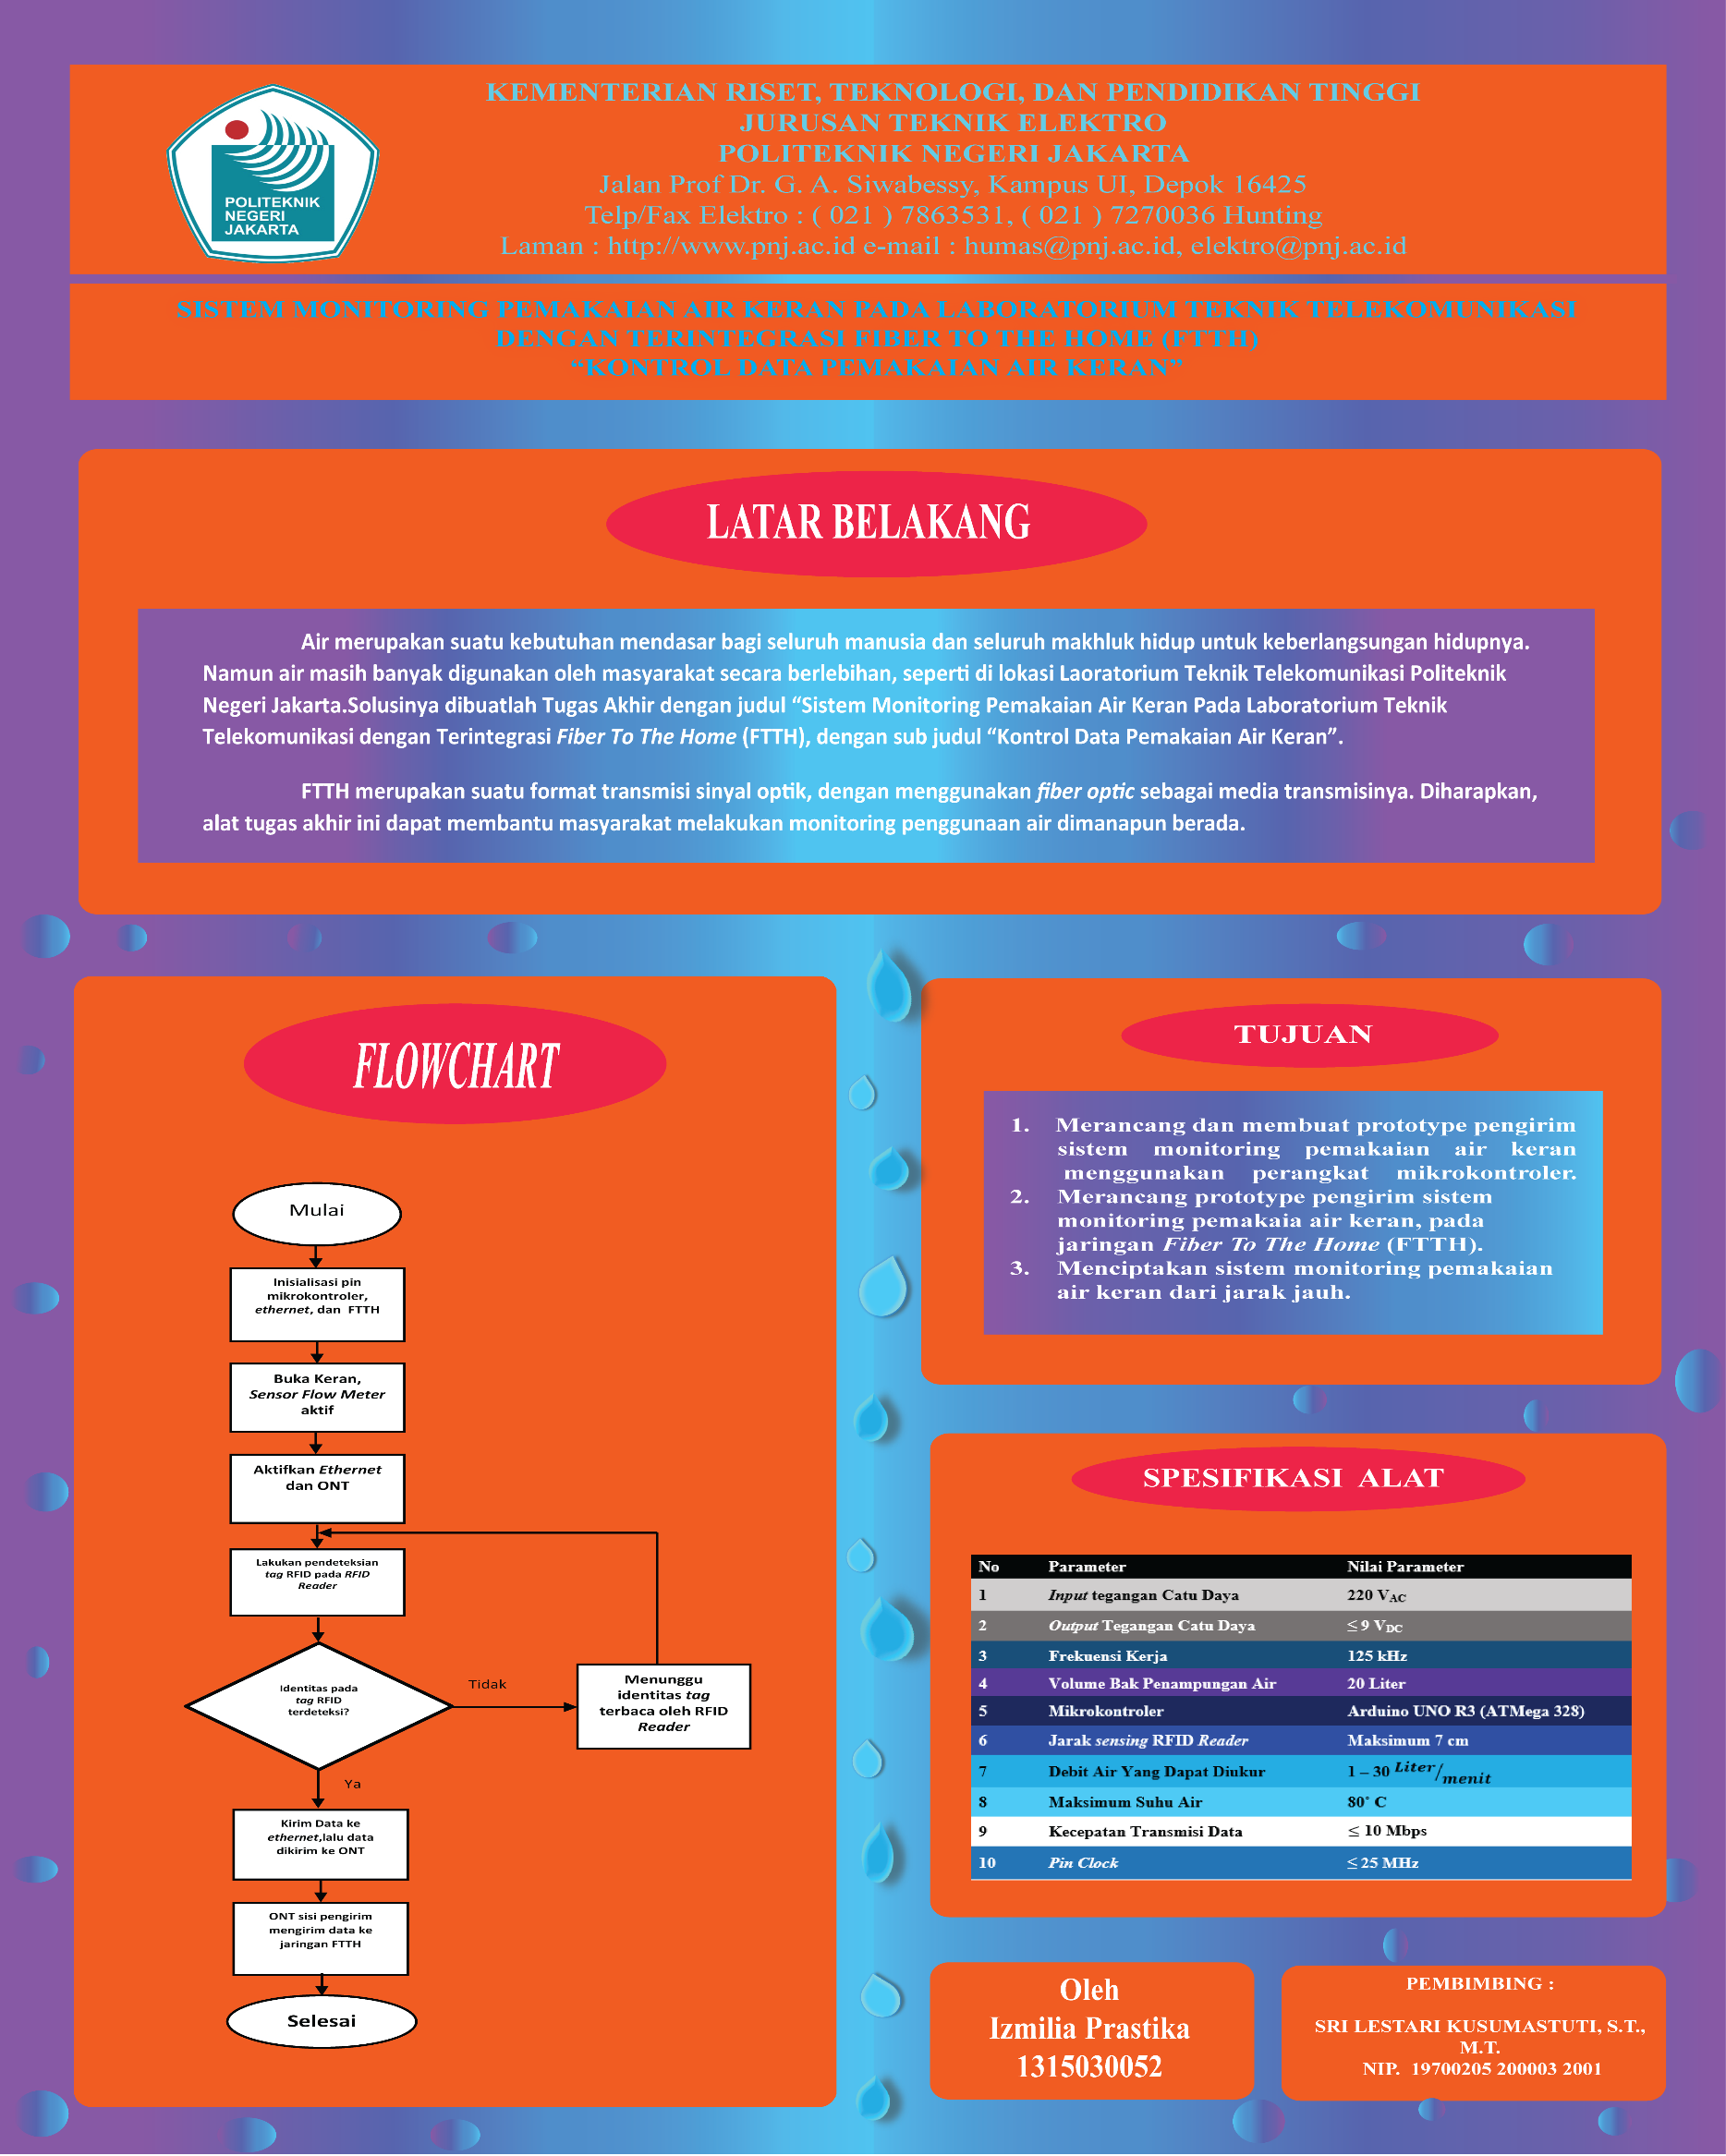 POLITEKNIK
NEGERI
JAKARTA
KEMENTERIAN RISET, TEKNOLOGI, DAN PENDIDIKAN TINGGI
JURUSAN TEKNIK ELEKTRO
POLITEKNIK NEGERI JAKARTA
Jalan Prof Dr. G. A. Siwabessy, Kampus UI, Depok 16425
Telp/Fax Elektro : ( 021 ) 7863531, ( 021 ) 7270036 Hunting
Laman : http://www.pnj.ac.id e-mail : humas@pnj.ac.id, elektro@pnj.ac.id
SISTEM MONITORING PEMAKAIAN AIR KERAN PADA LABORATORIUM TEKNIK TELEKOMUNIKASI
DENGAN TERINTEGRASI FIBER TO THE HOME (FTTH)
“KONTROL DATA PEMAKAIAN AIR KERAN”
LATAR BELAKANG
Air merupakan suatu kebutuhan mendasar bagi seluruh manusia dan seluruh makhluk hidup untuk keberlangsungan hidupnya.
Namun air masih banyak digunakan oleh masyarakat secara berlebihan, seperti di lokasi Laoratorium Teknik Telekomunikasi Politeknik
Negeri Jakarta.Solusinya dibuatlah Tugas Akhir dengan judul “Sistem Monitoring Pemakaian Air Keran Pada Laboratorium Teknik
Telekomunikasi dengan Terintegrasi Fiber To The Home (FTTH), dengan sub judul “Kontrol Data Pemakaian Air Keran”.
FTTH merupakan suatu format transmisi sinyal optik, dengan menggunakan fiber optic sebagai media transmisinya. Diharapkan,
alat tugas akhir ini dapat membantu masyarakat melakukan monitoring penggunaan air dimanapun berada.
FLOWCHART
Mulai
Inisialisasi pin
mikrokontroler,
ethernet, dan FTTH
Buka Keran,
Sensor Flow Meter
aktif
Aktifkan Ethernet
dan ONT
Lakukan pendeteksian
tag RFID pada RFID
Reader
Identitas pada
tag RFID
terdeteksi?
Tidak
Menunggu
identitas tag
terbaca oleh RFID
Reader
Ya
Kirim Data ke
ethernet,lalu data
dikirim ke ONT
ONT sisi pengirim
mengirim data ke
jaringan FTTH
Selesai
TUJUAN
1. Merancang dan membuat prototype pengirim
sistem monitoring pemakaian air keran
menggunakan perangkat mikrokontroler.
2. Merancang prototype pengirim sistem
monitoring pemakaia air keran, pada
jaringan Fiber To The Home (FTTH).
3. Menciptakan sistem monitoring pemakaian
air keran dari jarak jauh.
SPESIFIKASI ALAT
No Parameter Nilai Parameter
1 Input tegangan Catu Daya 220 VAC
2 Output Tegangan Catu Daya ≤ 9 VDC
3 Frekuensi Kerja 125 kHz
4 Volume Bak Penampungan Air 20 Liter
5 Mikrokontroler Arduino UNO R3 (ATMega 328)
6 Jarak sensing RFID Reader Maksimum 7 cm
7 Debit Air Yang Dapat Diukur 1 – 30 Liter/menit
8 Maksimum Suhu Air 80˚ C
9 Kecepatan Transmisi Data ≤ 10 Mbps
10 Pin Clock ≤ 25 MHz
Oleh
Izmilia Prastika
1315030052
PEMBIMBING :
SRI LESTARI KUSUMASTUTI, S.T.,
M.T.
NIP. 19700205 200003 2001